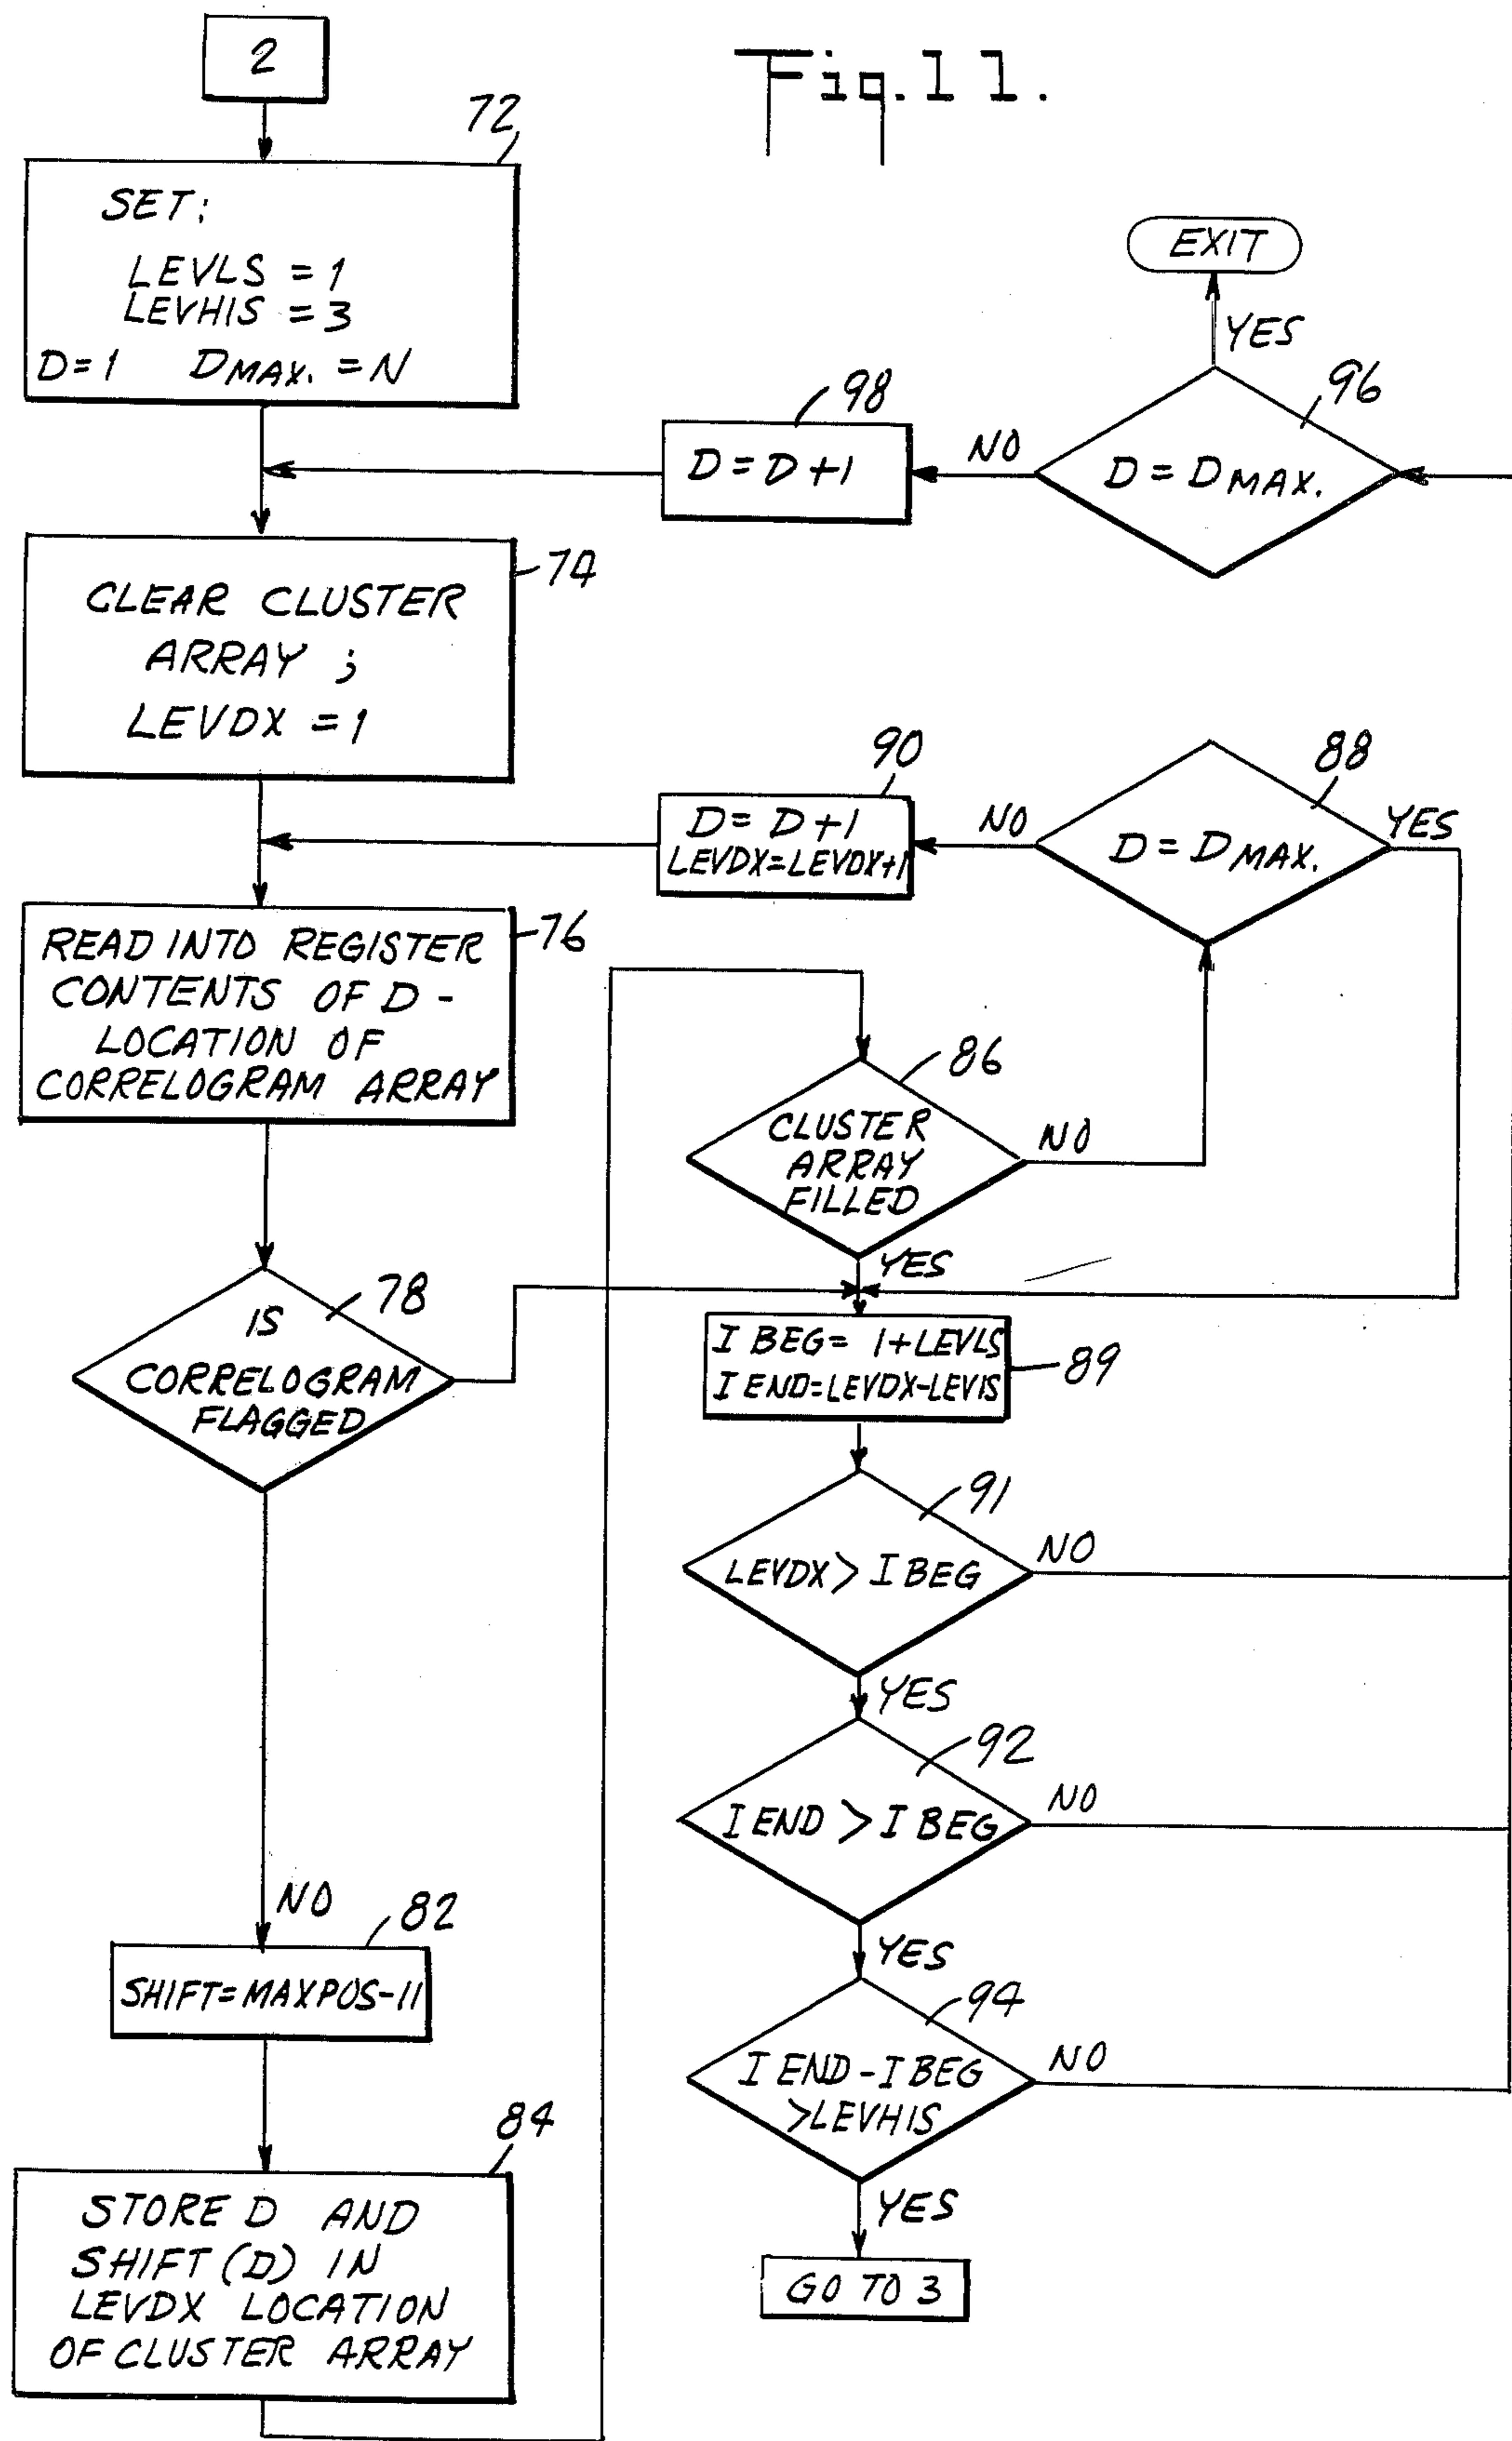 Fig. 11.
2
72
SET:
LEVLS = 1
LEVHIS = 3
D=1 DMAX. = N
EXIT
YES
96
D = DMAX.
NO
98
D = D+1
74
CLEAR CLUSTER
ARRAY ;
LEVDX = 1
88
D = DMAX.
YES
NO
90
D = D+1
LEVDX=LEVDX+1
76
READ INTO REGISTER
CONTENTS OF D -
LOCATION OF
CORRELOGRAM ARRAY
86
CLUSTER
ARRAY
FILLED
NO
YES
78
IS
CORRELOGRAM
FLAGGED
I BEG= 1+LEVLS
I END=LEVDX-LEVIS
89
91
LEVDX> I BEG
NO
YES
92
I END > I BEG
NO
YES
NO
82
SHIFT=MAXPOS-11
94
I END - I BEG
>LEVHIS
NO
YES
84
STORE D AND
SHIFT (D) IN
LEVDX LOCATION
OF CLUSTER ARRAY
GO TO 3